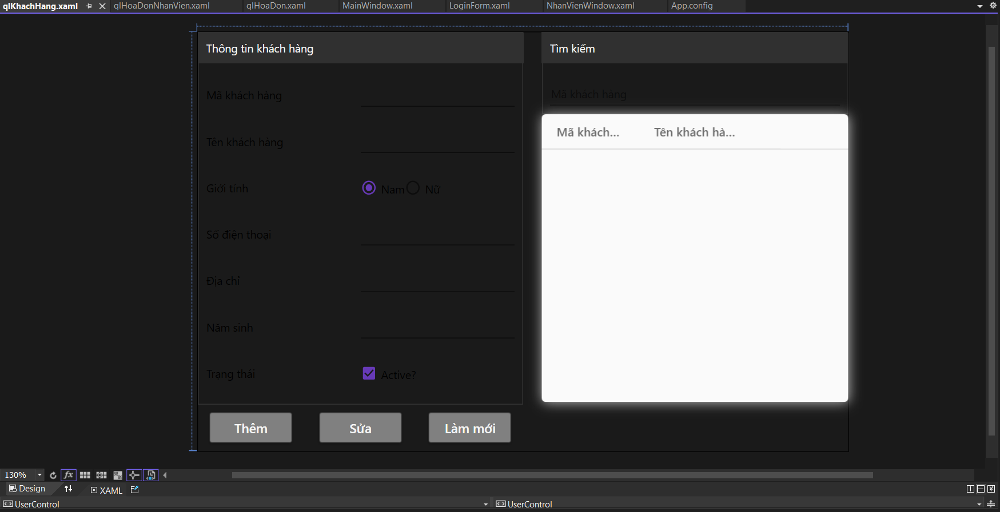 qlKhachHang.xaml
qlHoaDonNhanVien.xaml
qlHoaDon.xaml
MainWindow.xaml
LoginForm.xaml
NhanVienWindow.xaml
App.config
Thông tin khách hàng
Mã khách hàng
Tên khách hàng
Giới tính
Nam
Nữ
Số điện thoại
Địa chỉ
Năm sinh
Trạng thái
Active?
Thêm
Sửa
Làm mới
Tìm kiếm
Mã khách hàng
Mã khách...
Tên khách hà...
130%
fx
Design
XAML
UserControl
UserControl